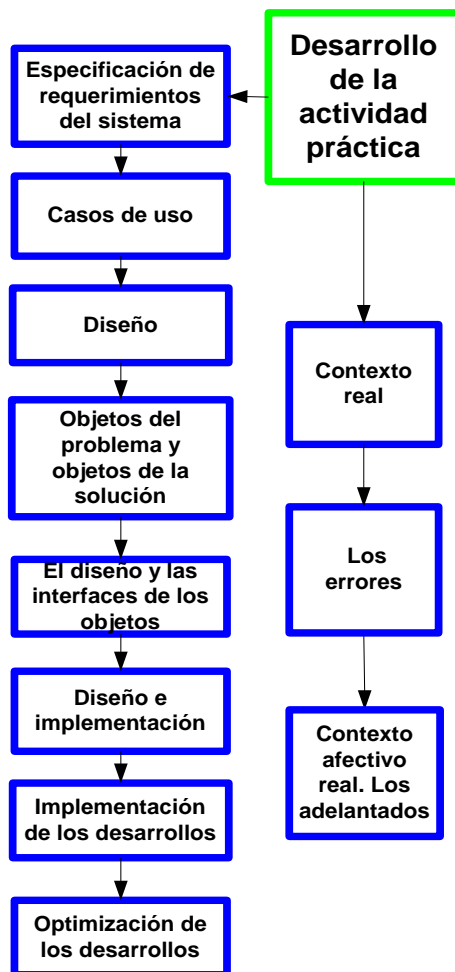 Desarrollo
de la
actividad
práctica
Especificación de
requerimientos
del sistema
Casos de uso
Diseño
Objetos del
problema y
objetos de la
solución
El diseño y las
interfaces de los
objetos
Diseño e
implementación
Implementación
de los desarrollos
Optimización de
los desarrollos
Contexto
real
Los
errores
Contexto
afectivo
real. Los
adelantados